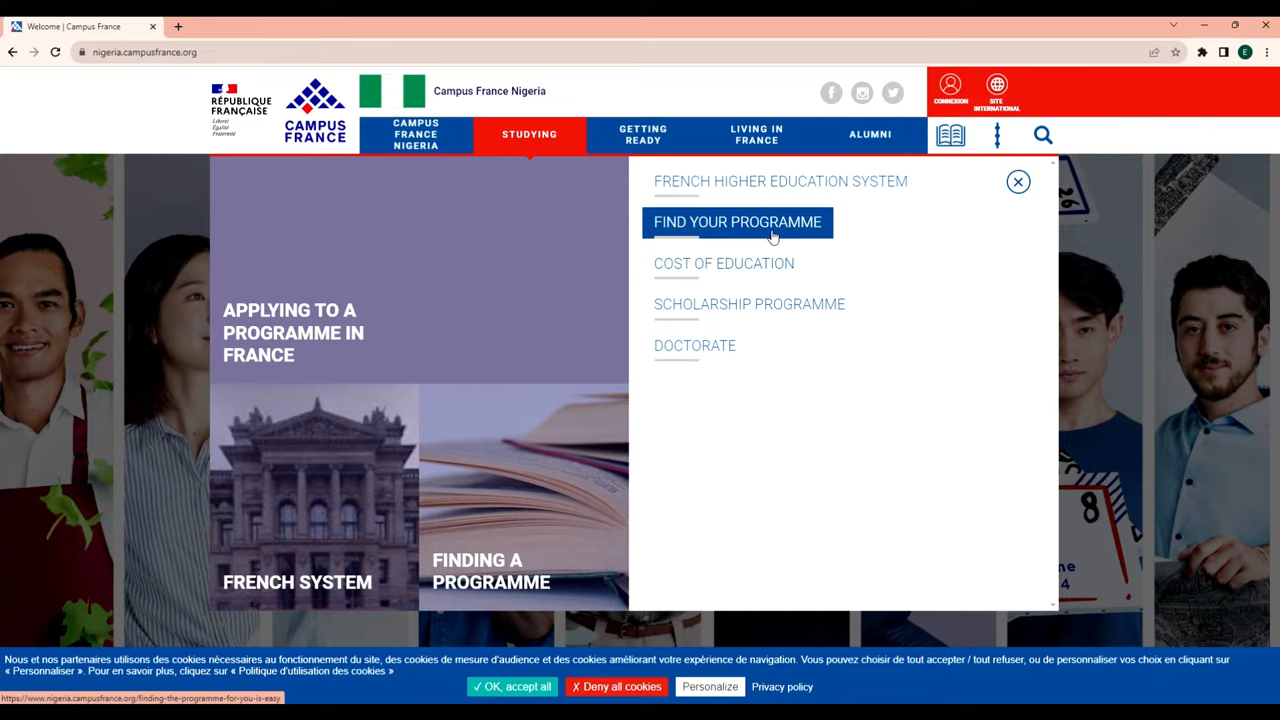 Welcome | Campus France
nigeria.campusfrance.org
E
RÉPUBLIQUE
FRANÇAISE
Liberté
Égalité
Fraternité
CAMPUS
FRANCE
Campus France Nigeria
CONNEXION
SITE
INTERNATIONAL
CAMPUS
FRANCE
NIGERIA
STUDYING
GETTING
READY
LIVING IN
FRANCE
ALUMNI
APPLYING TO A
PROGRAMME IN
FRANCE
FRENCH SYSTEM
FINDING A
PROGRAMME
FRENCH HIGHER EDUCATION SYSTEM
FIND YOUR PROGRAMME
COST OF EDUCATION
SCHOLARSHIP PROGRAMME
DOCTORATE
Nous et nos partenaires utilisons des cookies nécessaires au fonctionnement du site, des cookies de mesure d'audience et des cookies améliorant votre expérience de navigation. Vous pouvez choisir de tout accepter / tout refuser, ou de personnaliser vos choix en cliquant sur
« Personnaliser ». Pour en savoir plus, cliquez sur « Politique d'utilisation des cookies »
✓ OK, accept all
✗ Deny all cookies
Personalize
Privacy policy
https://www.nigeria.campusfrance.org/finding-the-programme-for-you-is-easy